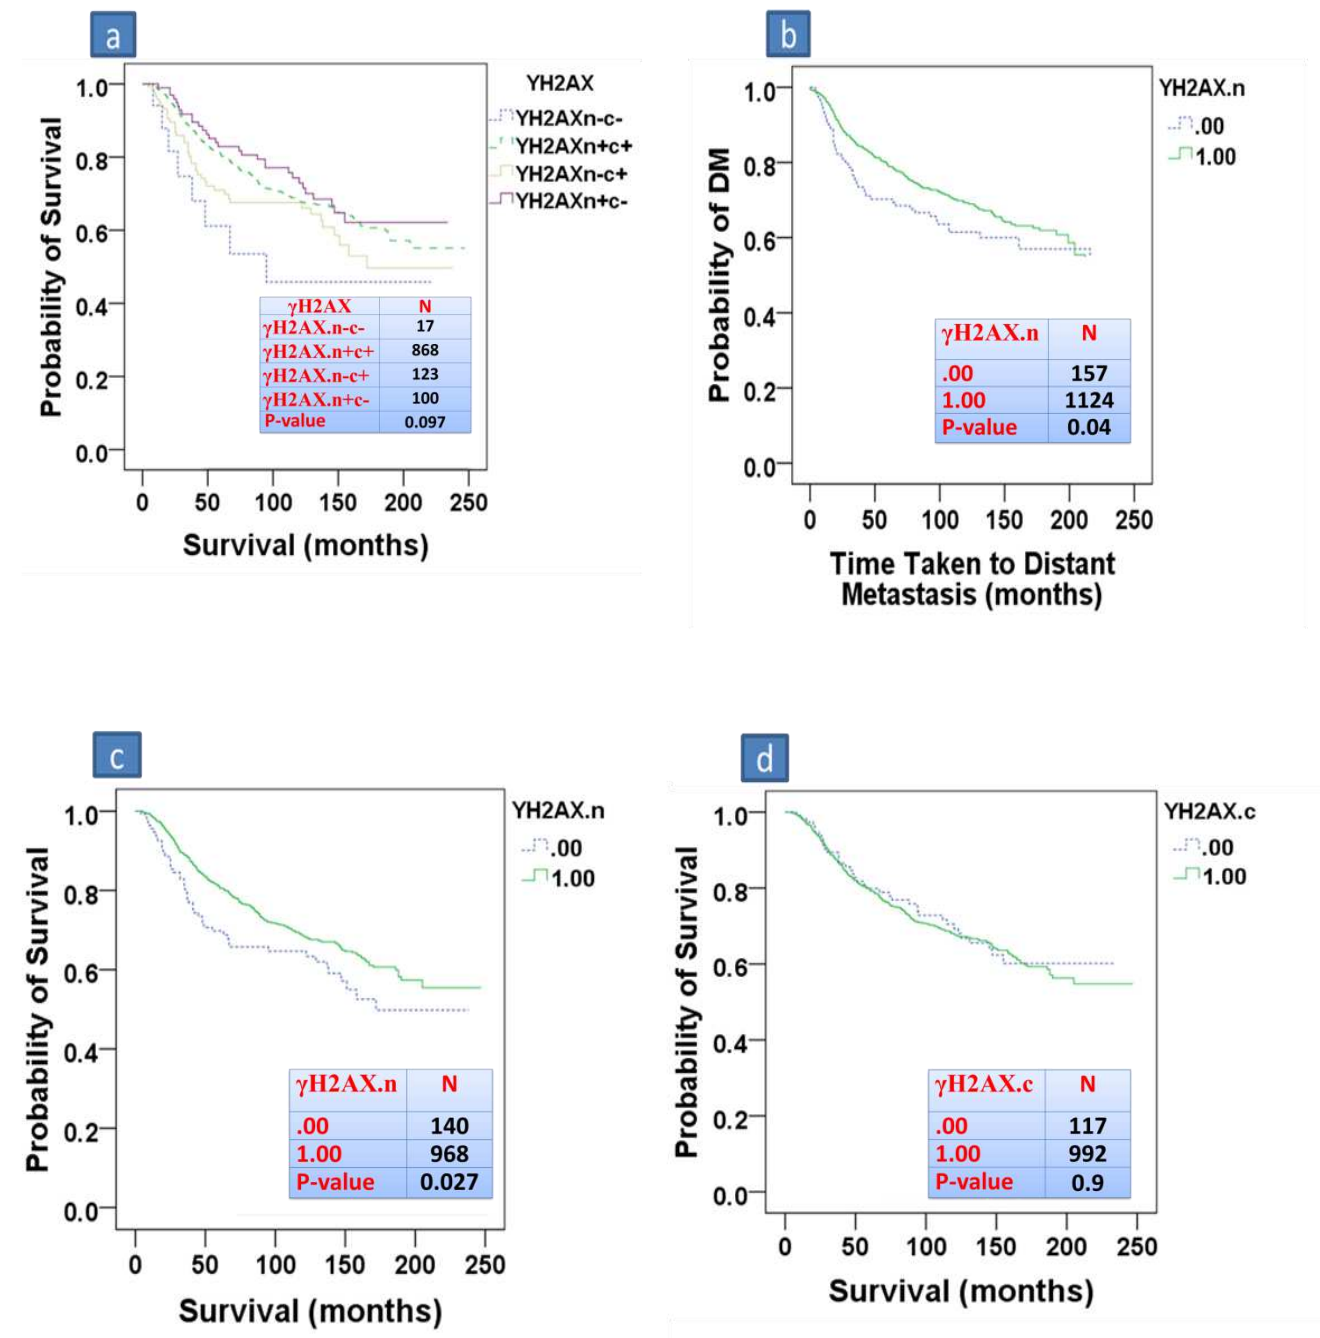 a
YH2AX
YH2AXn-c-
YH2AXn+c+
YH2AXn-c+
YH2AXn+c-
Probability of Survival
1.0
0.8
0.6
0.4
0.2
0.0
γH2AX N
γH2AX.n-c- 17
γH2AX.n+c+ 868
γH2AX.n-c+ 123
γH2AX.n+c- 100
P-value 0.097
0 50 100 150 200 250
Survival (months)
b
YH2AX.n
.00
1.00
Probability of DM
1.0
0.8
0.6
0.4
0.2
0.0
γH2AX.n N
.00 157
1.00 1124
P-value 0.04
0 50 100 150 200 250
Time Taken to Distant
Metastasis (months)
c
YH2AX.n
.00
1.00
Probability of Survival
1.0
0.8
0.6
0.4
0.2
0.0
γH2AX.n N
.00 140
1.00 968
P-value 0.027
0 50 100 150 200 250
Survival (months)
d
YH2AX.c
.00
1.00
Probability of Survival
1.0
0.8
0.6
0.4
0.2
0.0
γH2AX.c N
.00 117
1.00 992
P-value 0.9
0 50 100 150 200 250
Survival (months)